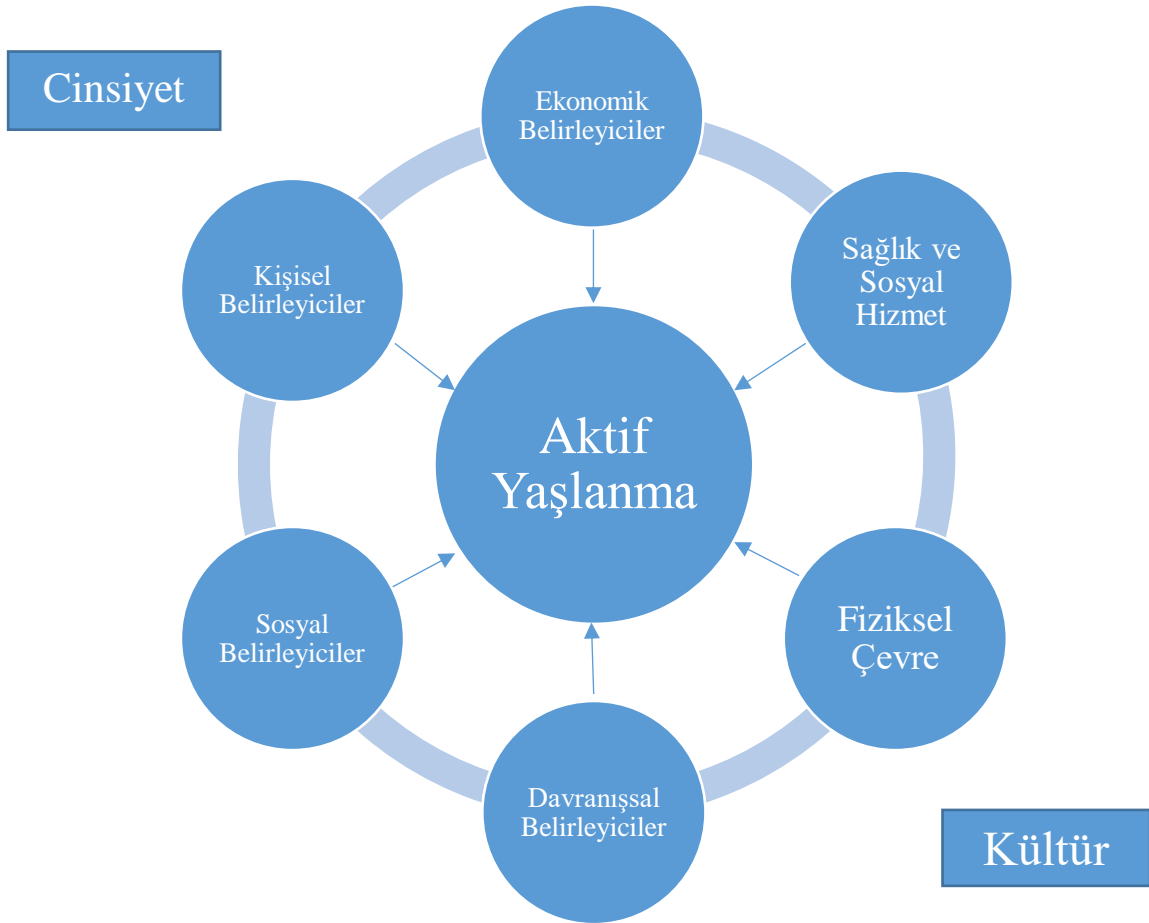 Cinsiyet
Ekonomik
Belirleyiciler
Kişisel
Belirleyiciler
Sağlık ve
Sosyal
Hizmet
Aktif
Yaşlanma
Sosyal
Belirleyiciler
Fiziksel
Çevre
Davranışsal
Belirleyiciler
Kültür